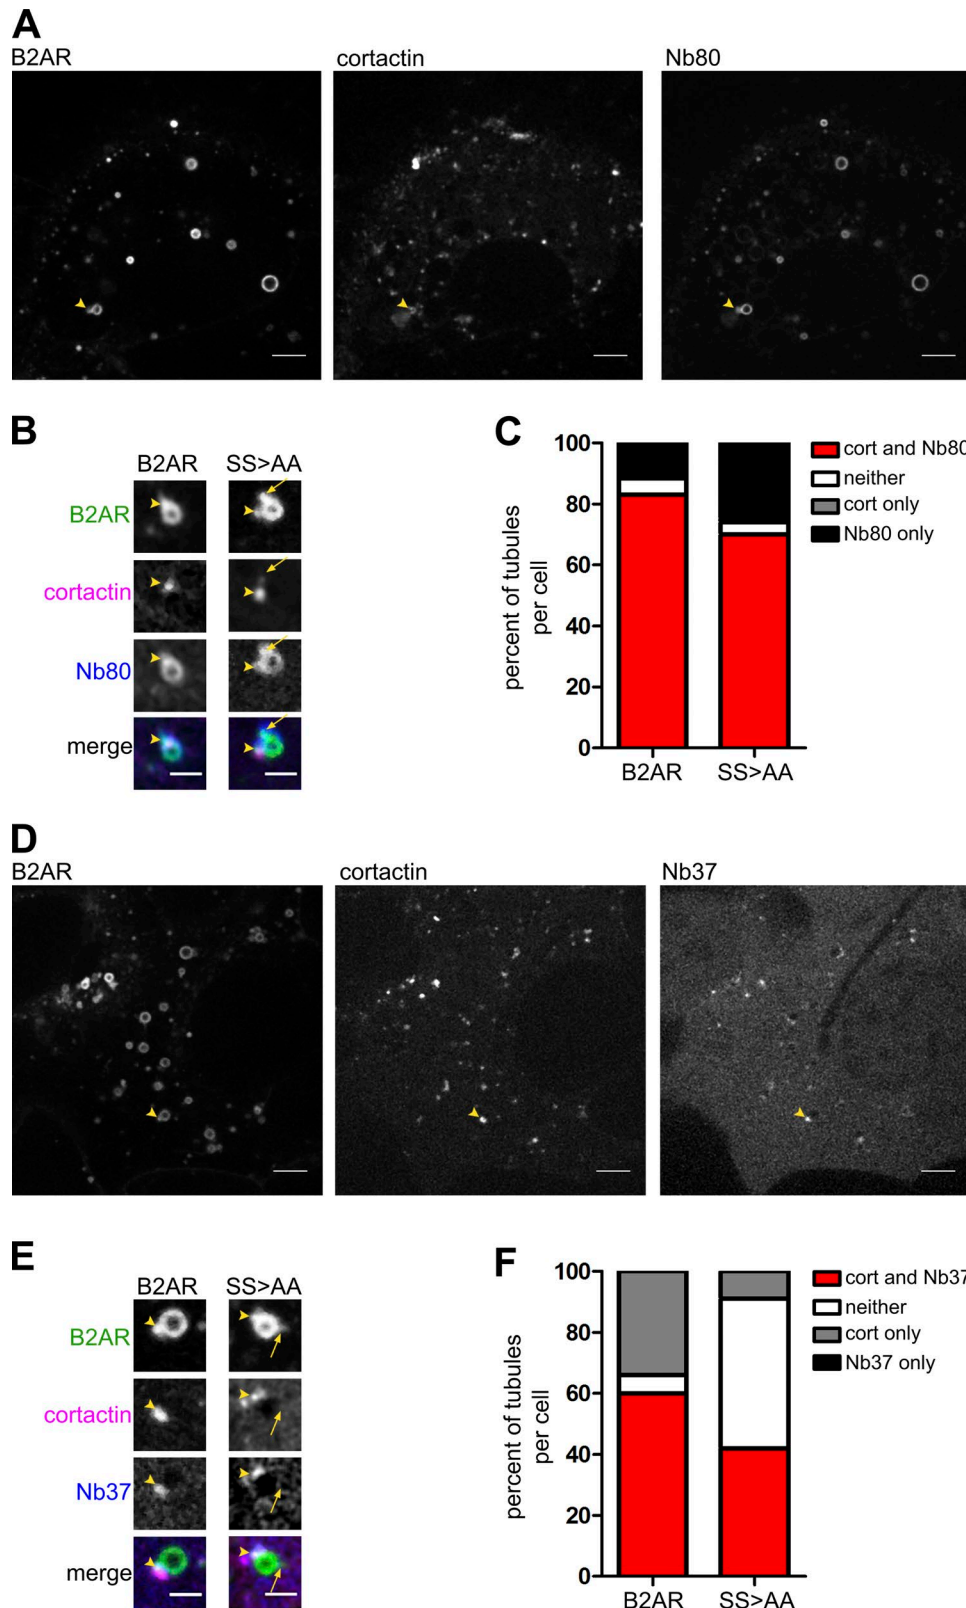 A
B2AR cortactin Nb80
B
B2AR SS>AA
B2AR
cortactin
Nb80
merge
C
percent of tubules
per cell
100
80
60
40
20
0
B2AR SS>AA
cort and Nb80
neither
cort only
Nb80 only
D
B2AR cortactin Nb37
E
B2AR SS>AA
B2AR
cortactin
Nb37
merge
F
percent of tubules
per cell
100
80
60
40
20
0
B2AR SS>AA
cort and Nb37
neither
cort only
Nb37 only